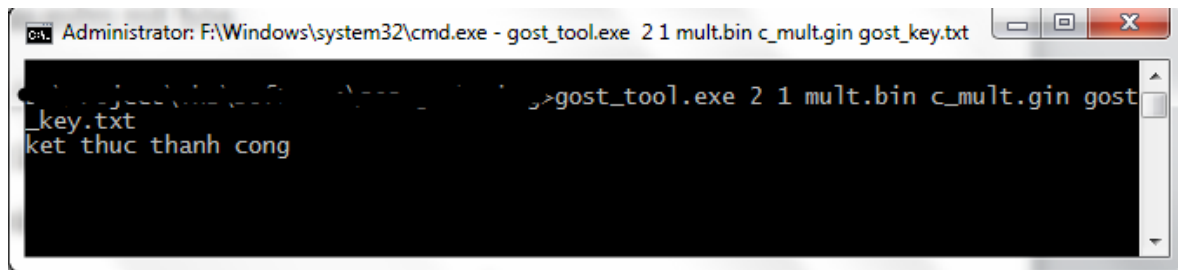 Administrator: F:\Windows\system32\cmd.exe - gost_tool.exe 2 1 mult.bin c_mult.gin gost_key.txt
>gost_tool.exe 2 1 mult.bin c_mult.gin gost
_key.txt
ket thuc thanh cong